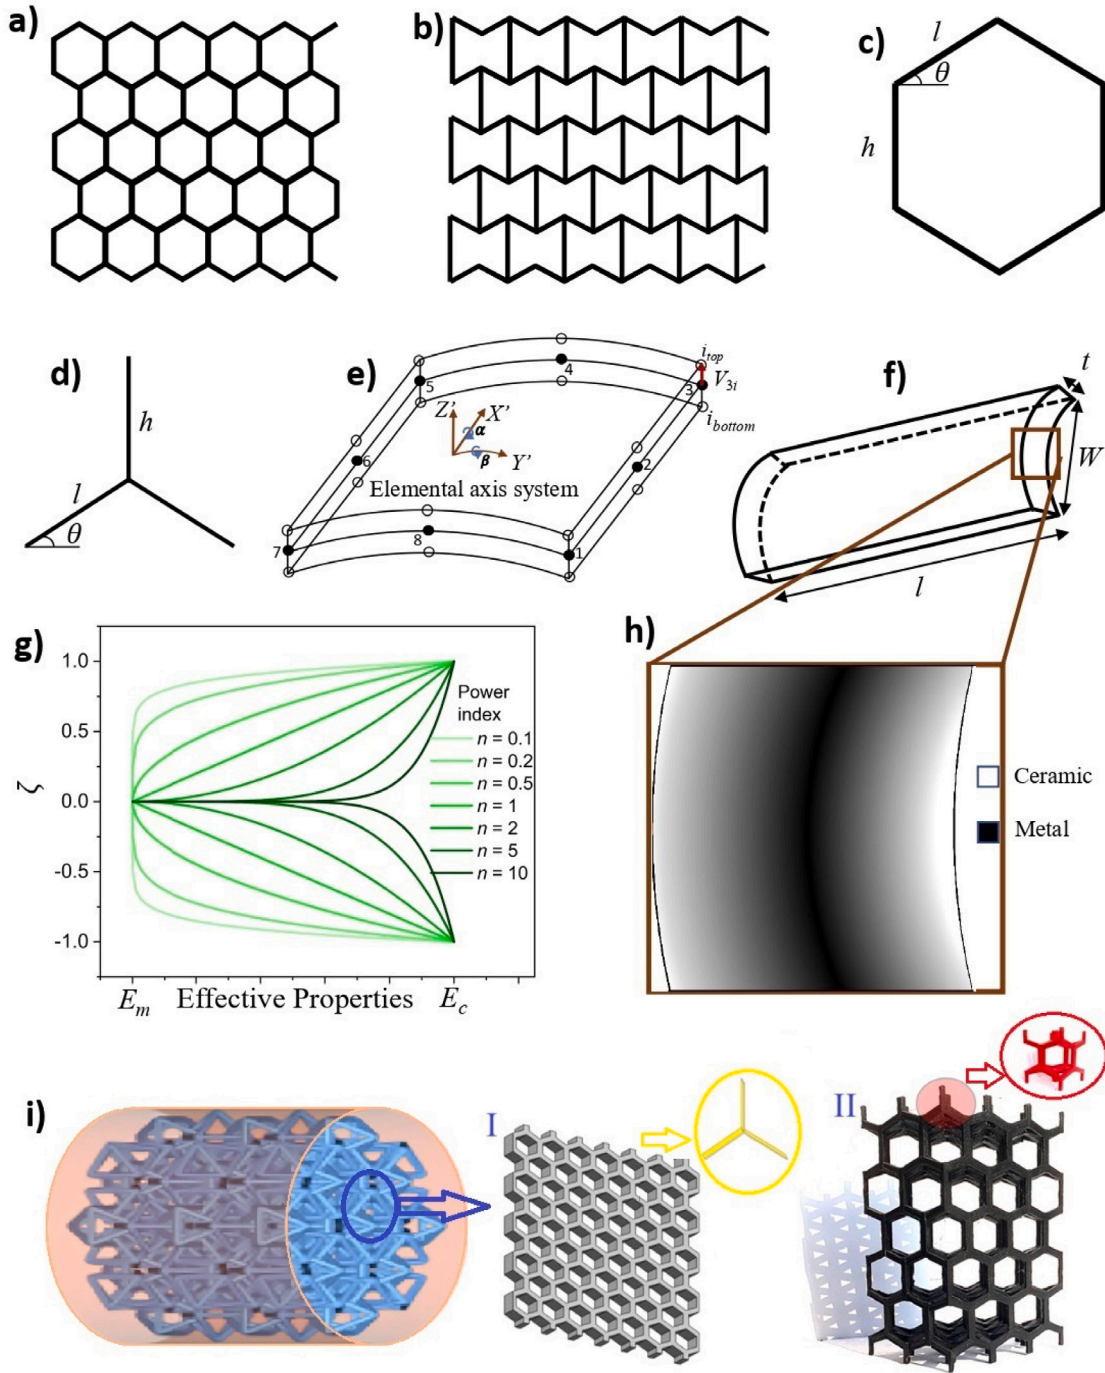 a)
b)
c)
l
θ
h
d)
h
l
θ
e)
i_top
4
3
V_3i
5
i_bottom
Z'
X'
α
β
Y'
6
2
Elemental axis system
7
8
1
f)
t
W
l
g)
1.0
0.5
0.0
-0.5
-1.0
ζ
Power
index
n = 0.1
n = 0.2
n = 0.5
n = 1
n = 2
n = 5
n = 10
E_m
Effective Properties
E_c
h)
Ceramic
Metal
i)
I
II